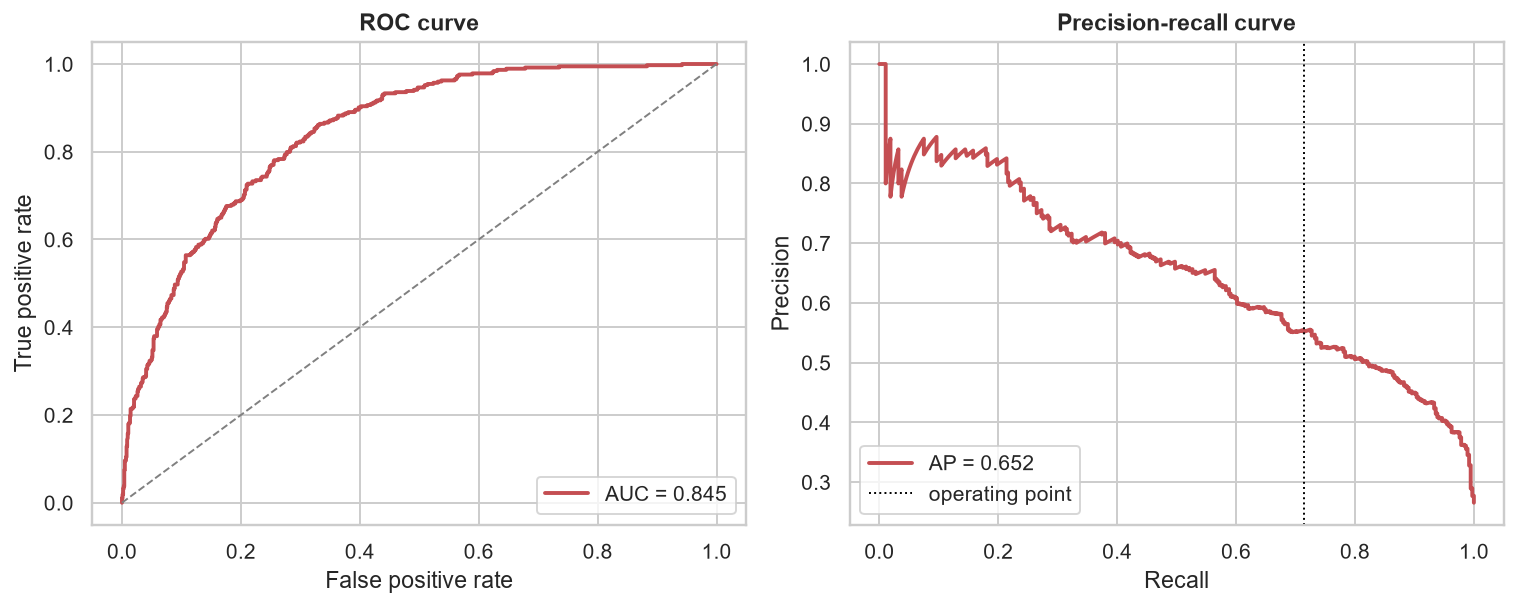 ROC curve
True positive rate
1.0
0.8
0.6
0.4
0.2
0.0
AUC = 0.845
0.0 0.2 0.4 0.6 0.8 1.0
False positive rate
Precision-recall curve
Precision
1.0
0.9
0.8
0.7
0.6
0.5
0.4
0.3
AP = 0.652
operating point
0.0 0.2 0.4 0.6 0.8 1.0
Recall